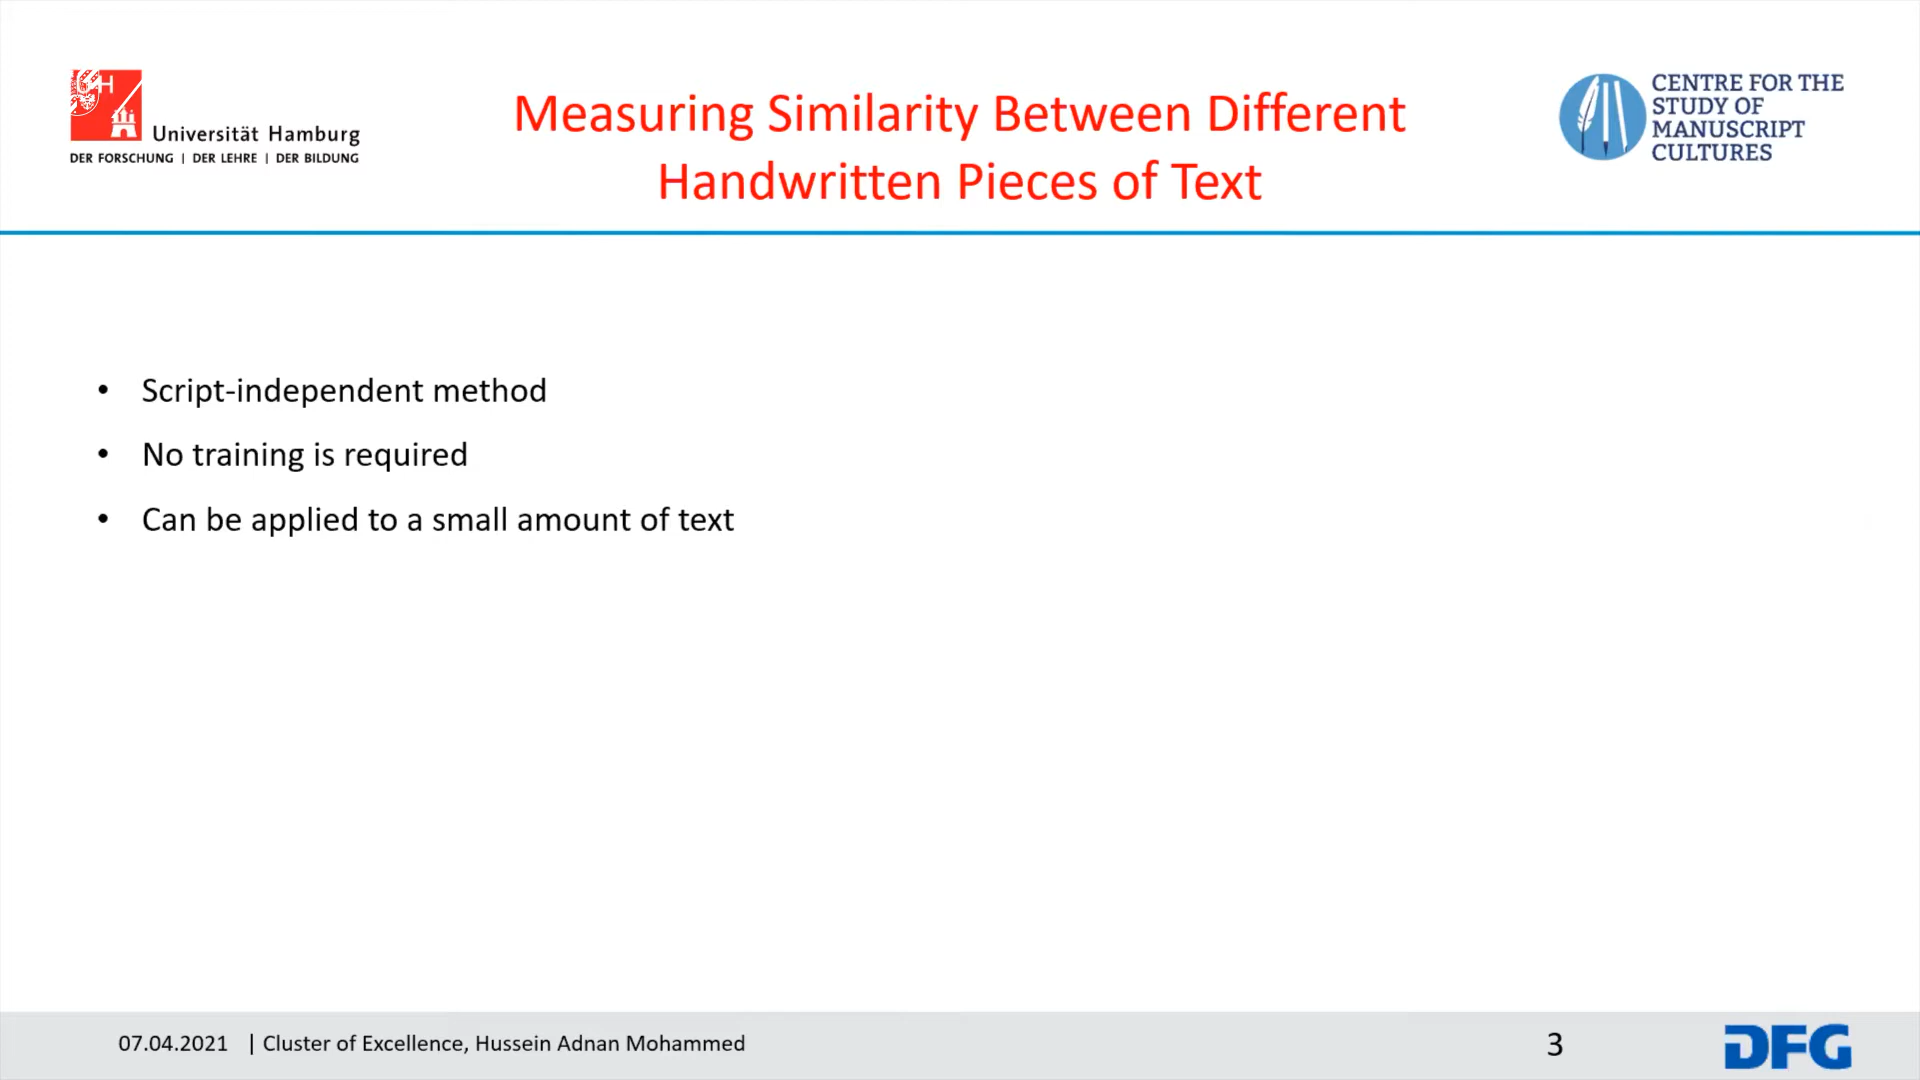 Universität Hamburg
DER FORSCHUNG | DER LEHRE | DER BILDUNG
Measuring Similarity Between Different
Handwritten Pieces of Text
CENTRE FOR THE
STUDY OF
MANUSCRIPT
CULTURES
• Script-independent method
• No training is required
• Can be applied to a small amount of text
07.04.2021 | Cluster of Excellence, Hussein Adnan Mohammed
3
DFG